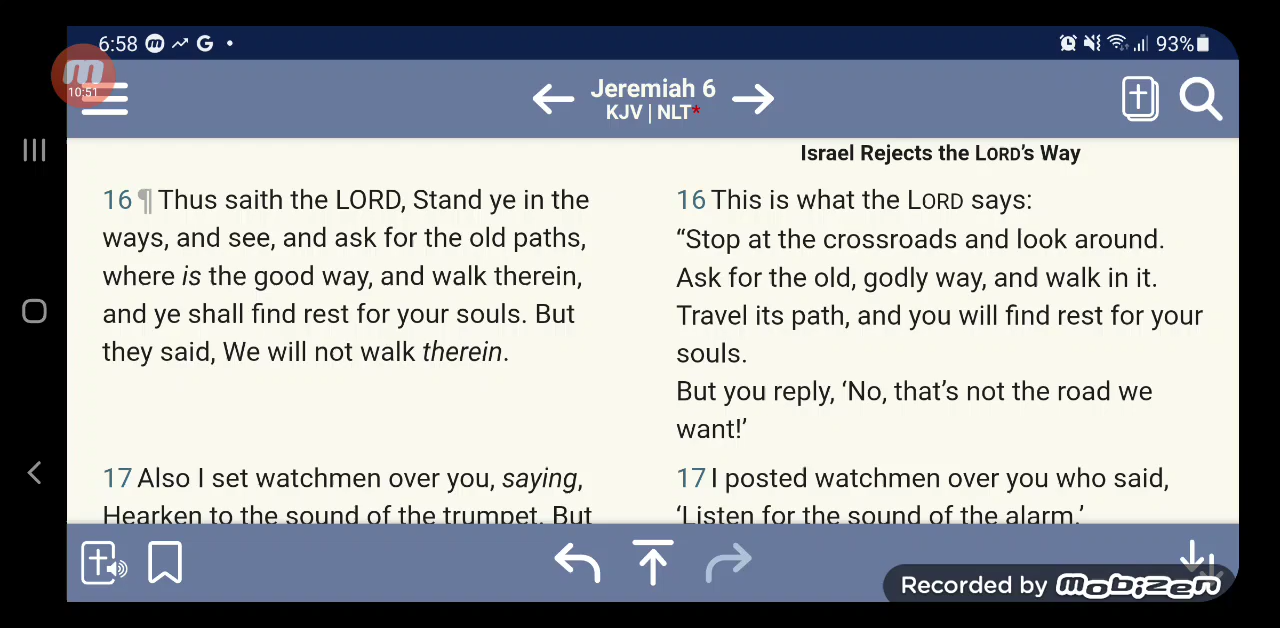 6:58 m G
93%
m
10:51
Jeremiah 6
KJV | NLT*
16 ¶ Thus saith the LORD, Stand ye in the
ways, and see, and ask for the old paths,
where is the good way, and walk therein,
and ye shall find rest for your souls. But
they said, We will not walk therein.
17 Also I set watchmen over you, saying,
Hearken to the sound of the trumpet. But
Israel Rejects the LORD's Way
16 This is what the LORD says:
“Stop at the crossroads and look around.
Ask for the old, godly way, and walk in it.
Travel its path, and you will find rest for your
souls.
But you reply, ‘No, that’s not the road we
want!’
17 I posted watchmen over you who said,
‘Listen for the sound of the alarm.’
Recorded by mobizen